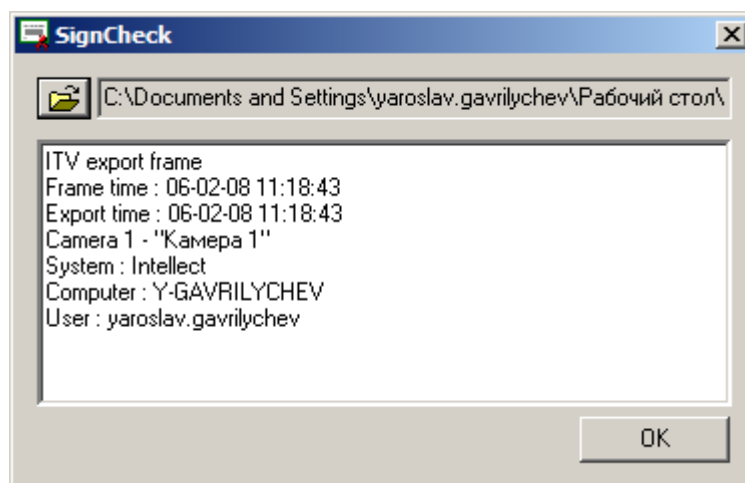 SignCheck
C:\Documents and Settings\yaroslav.gavrilychev\Рабочий стол\
ITV export frame
Frame time : 06-02-08 11:18:43
Export time : 06-02-08 11:18:43
Camera 1 - "Камера 1"
System : Intellect
Computer : Y-GAVRILYCHEV
User : yaroslav.gavrilychev
OK